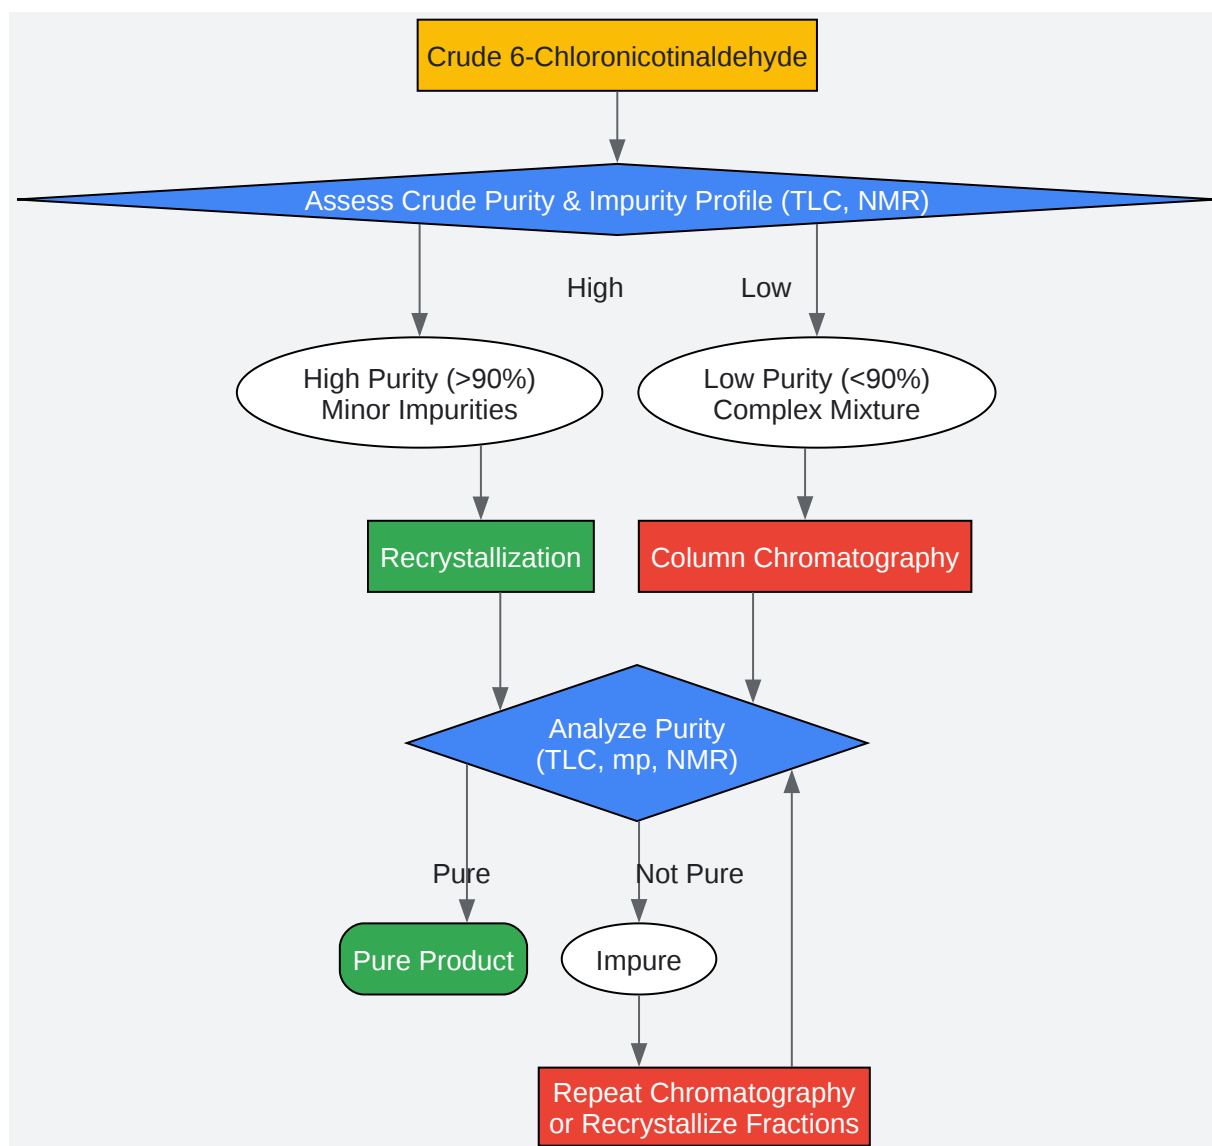 Crude 6-Chloronicotinaldehyde
Assess Crude Purity & Impurity Profile (TLC, NMR)
High
Low
High Purity (>90%)
Minor Impurities
Low Purity (<90%)
Complex Mixture
Recrystallization
Column Chromatography
Analyze Purity
(TLC, mp, NMR)
Pure
Not Pure
Pure Product
Impure
Repeat Chromatography
or Recrystallize Fractions